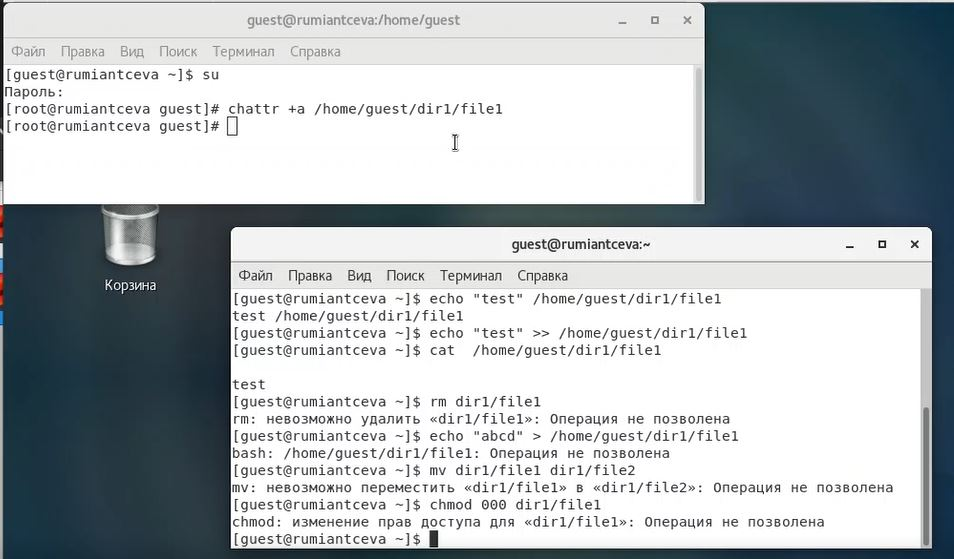 guest@rumiantceva:/home/guest
Файл Правка Вид Поиск Терминал Справка
[guest@rumiantceva ~]$ su
Пароль:
[root@rumiantceva guest]# chattr +a /home/guest/dir1/file1
[root@rumiantceva guest]#
Корзина
guest@rumiantceva:~
Файл Правка Вид Поиск Терминал Справка
[guest@rumiantceva ~]$ echo "test" /home/guest/dir1/file1
test /home/guest/dir1/file1
[guest@rumiantceva ~]$ echo "test" >> /home/guest/dir1/file1
[guest@rumiantceva ~]$ cat  /home/guest/dir1/file1
test
[guest@rumiantceva ~]$ rm dir1/file1
rm: невозможно удалить «dir1/file1»: Операция не позволена
[guest@rumiantceva ~]$ echo "abcd" > /home/guest/dir1/file1
bash: /home/guest/dir1/file1: Операция не позволена
[guest@rumiantceva ~]$ mv dir1/file1 dir1/file2
mv: невозможно переместить «dir1/file1» в «dir1/file2»: Операция не позволена
[guest@rumiantceva ~]$ chmod 000 dir1/file1
chmod: изменение прав доступа для «dir1/file1»: Операция не позволена
[guest@rumiantceva ~]$